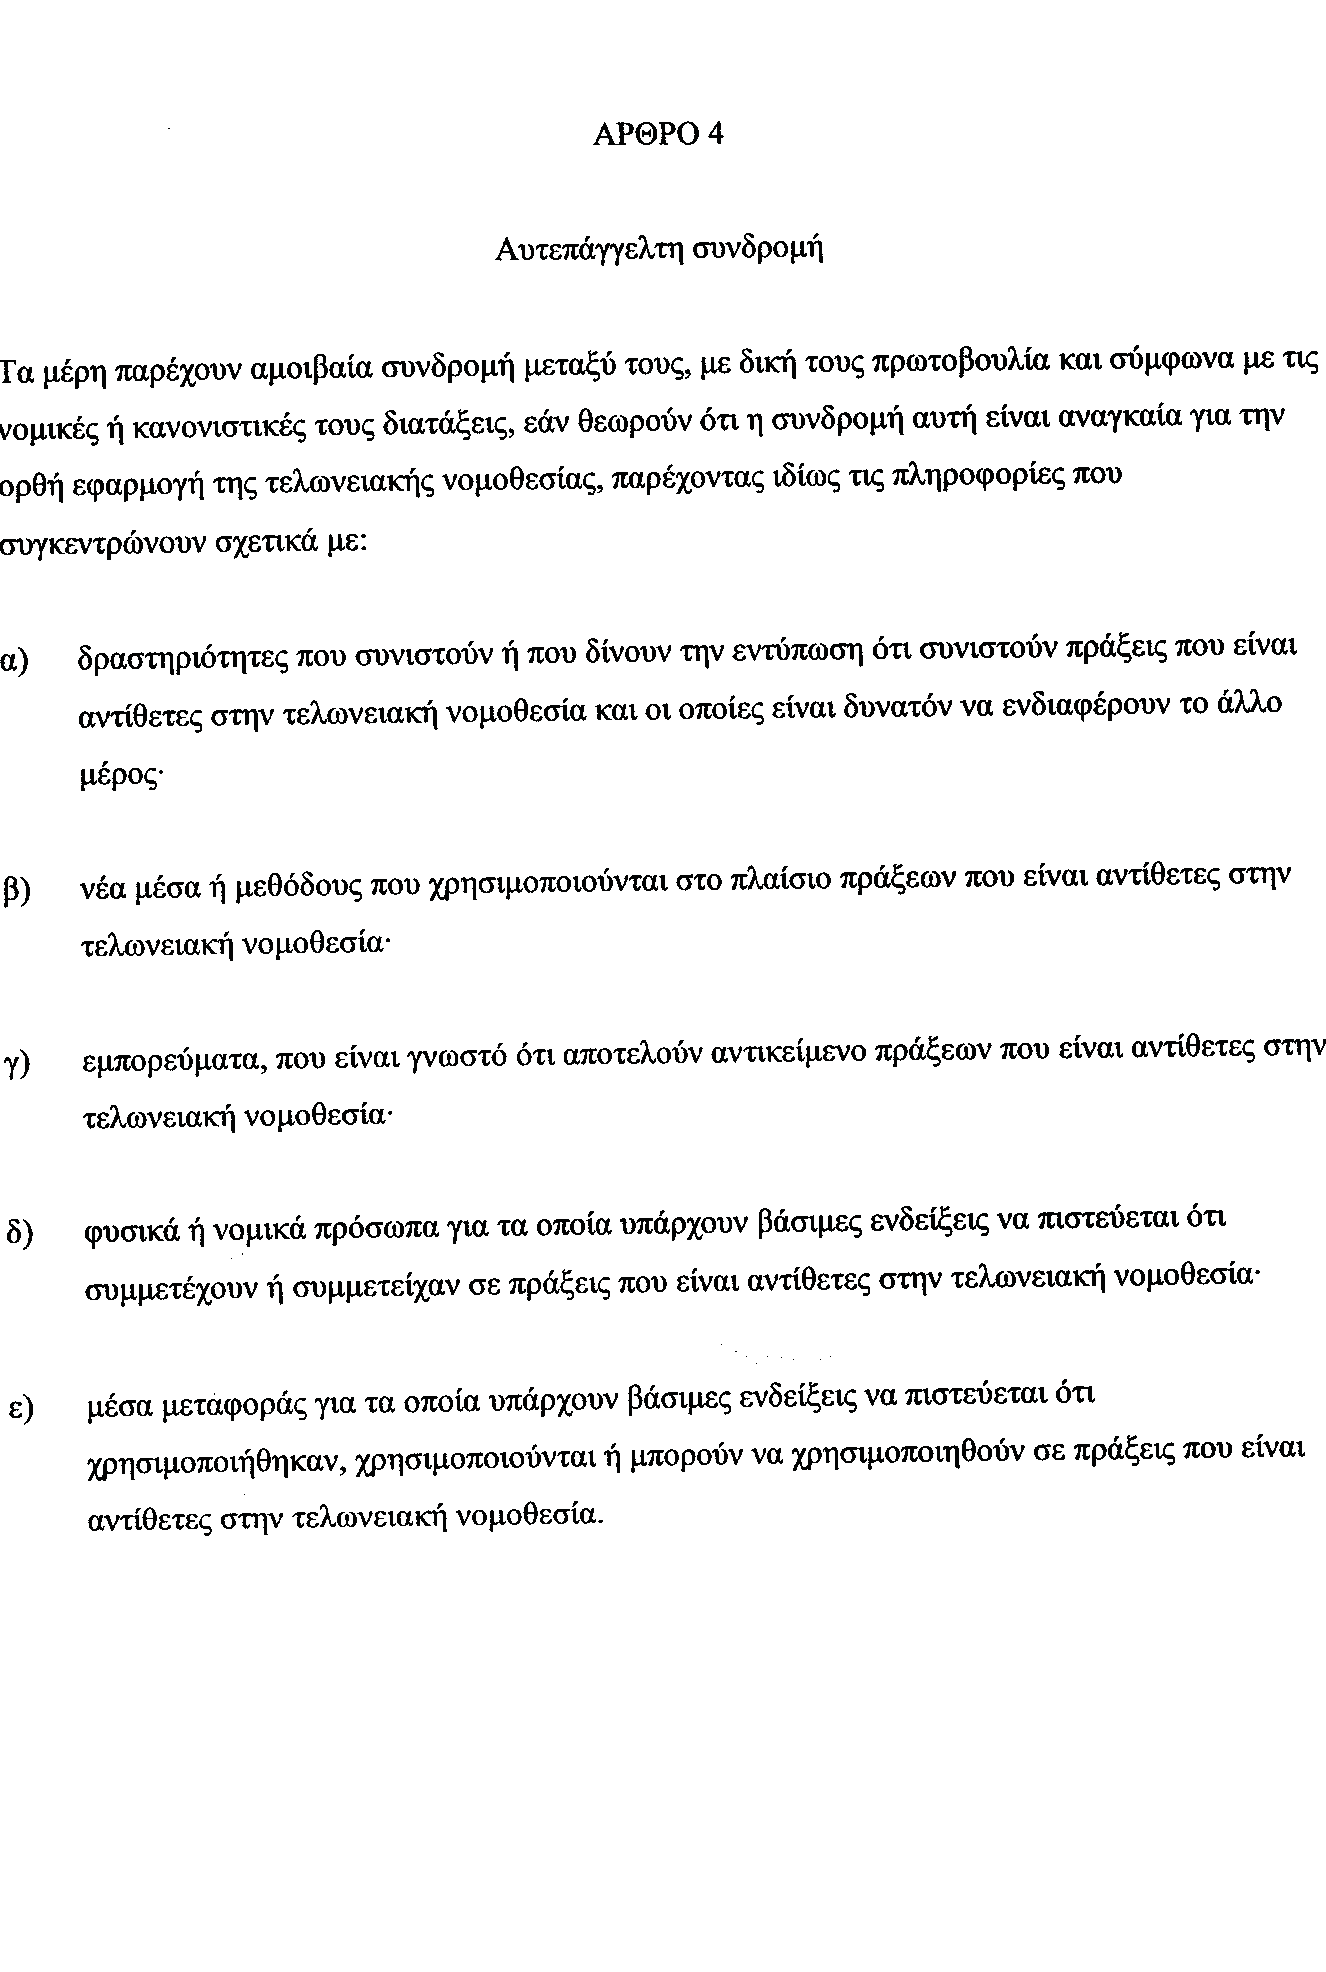 ΑΡΘΡΟ 4
Αυτεπάγγελτη συνδρομή
Τα μέρη παρέχουν αμοιβαία συνδρομή μεταξύ τους, με δική τους πρωτοβουλία και σύμφωνα με τις
νομικές ή κανονιστικές τους διατάξεις, εάν θεωρούν ότι η συνδρομή αυτή είναι αναγκαία για την
ορθή εφαρμογή της τελωνειακής νομοθεσίας, παρέχοντας ιδίως τις πληροφορίες που
συγκεντρώνουν σχετικά με:
α) δραστηριότητες που συνιστούν ή που δίνουν την εντύπωση ότι συνιστούν πράξεις που είναι
αντίθετες στην τελωνειακή νομοθεσία και οι οποίες είναι δυνατόν να ενδιαφέρουν το άλλο
μέρος·
β) νέα μέσα ή μεθόδους που χρησιμοποιούνται στο πλαίσιο πράξεων που είναι αντίθετες στην
τελωνειακή νομοθεσία·
γ) εμπορεύματα, που είναι γνωστό ότι αποτελούν αντικείμενο πράξεων που είναι αντίθετες στην
τελωνειακή νομοθεσία·
δ) φυσικά ή νομικά πρόσωπα για τα οποία υπάρχουν βάσιμες ενδείξεις να πιστεύεται ότι
συμμετέχουν ή συμμετείχαν σε πράξεις που είναι αντίθετες στην τελωνειακή νομοθεσία·
ε) μέσα μεταφοράς για τα οποία υπάρχουν βάσιμες ενδείξεις να πιστεύεται ότι
χρησιμοποιήθηκαν, χρησιμοποιούνται ή μπορούν να χρησιμοποιηθούν σε πράξεις που είναι
αντίθετες στην τελωνειακή νομοθεσία.